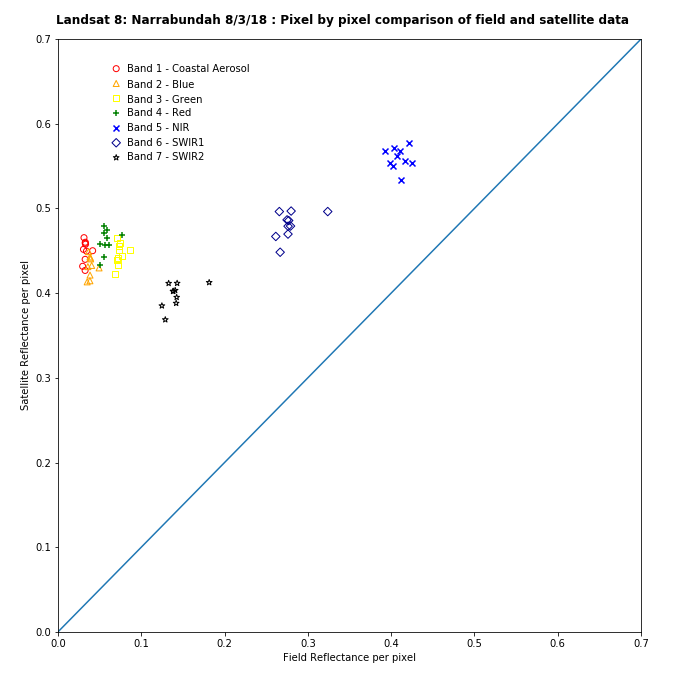 Landsat 8: Narrabundah 8/3/18 : Pixel by pixel comparison of field and satellite data
0.7
Band 1 - Coastal Aerosol
Band 2 - Blue
Band 3 - Green
Band 4 - Red
Band 5 - NIR
Band 6 - SWIR1
Band 7 - SWIR2
0.6
0.5
0.4
0.3
0.2
0.1
0.0
Satellite Reflectance per pixel
0.0 0.1 0.2 0.3 0.4 0.5 0.6 0.7
Field Reflectance per pixel